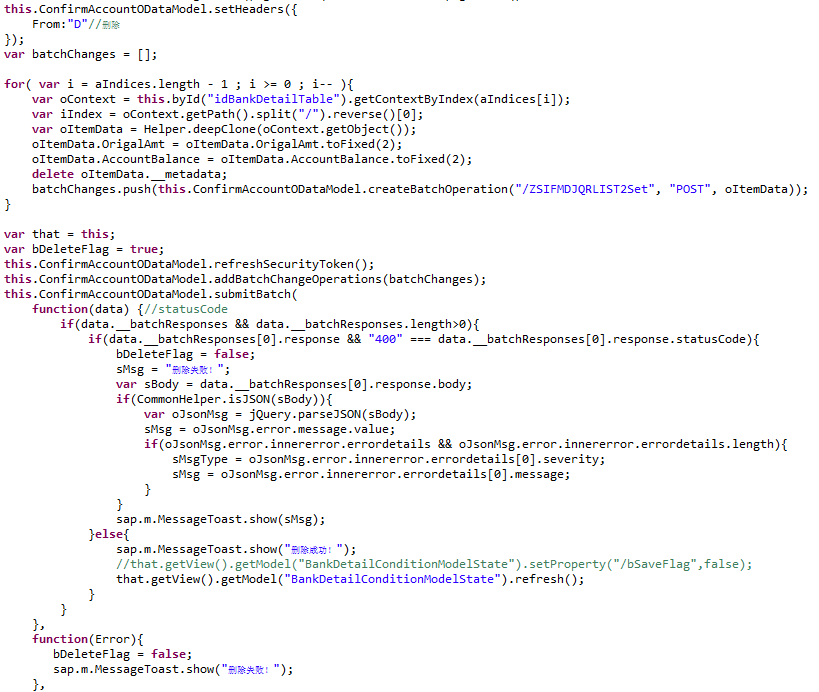 this.ConfirmAccountODataModel.setHeaders({
    From:"D"//删除
});
var batchChanges = [];

for( var i = aIndices.length - 1 ; i >= 0 ; i-- ){
    var oContext = this.byId("idBankDetailTable").getContextByIndex(aIndices[i]);
    var iIndex = oContext.getPath().split("/").reverse()[0];
    var oItemData = Helper.deepClone(oContext.getObject());
    oItemData.OrigalAmt = oItemData.OrigalAmt.toFixed(2);
    oItemData.AccountBalance = oItemData.AccountBalance.toFixed(2);
    delete oItemData.__metadata;
    batchChanges.push(this.ConfirmAccountODataModel.createBatchOperation("/ZSIFMDJQRLIST2Set", "POST", oItemData));
}

var that = this;
var bDeleteFlag = true;
this.ConfirmAccountODataModel.refreshSecurityToken();
this.ConfirmAccountODataModel.addBatchChangeOperations(batchChanges);
this.ConfirmAccountODataModel.submitBatch(
    function(data) {//statusCode
        if(data.__batchResponses && data.__batchResponses.length>0){
            if(data.__batchResponses[0].response && "400" === data.__batchResponses[0].response.statusCode){
                bDeleteFlag = false;
                sMsg = "删除失败！";
                var sBody = data.__batchResponses[0].response.body;
                if(CommonHelper.isJSON(sBody)){
                    var oJsonMsg = jQuery.parseJSON(sBody);
                    sMsg = oJsonMsg.error.message.value;
                    if(oJsonMsg.error.innererror.errordetails && oJsonMsg.error.innererror.errordetails.length){
                        sMsgType = oJsonMsg.error.innererror.errordetails[0].severity;
                        sMsg = oJsonMsg.error.innererror.errordetails[0].message;
                    }
                }
                sap.m.MessageToast.show(sMsg);
            }else{
                sap.m.MessageToast.show("删除成功！");
                //that.getView().getModel("BankDetailConditionModelState").setProperty("/bSaveFlag",false);
                that.getView().getModel("BankDetailConditionModelState").refresh();
            }
        }
    },
    function(Error){
       bDeleteFlag = false;
       sap.m.MessageToast.show("删除失败！");
    },